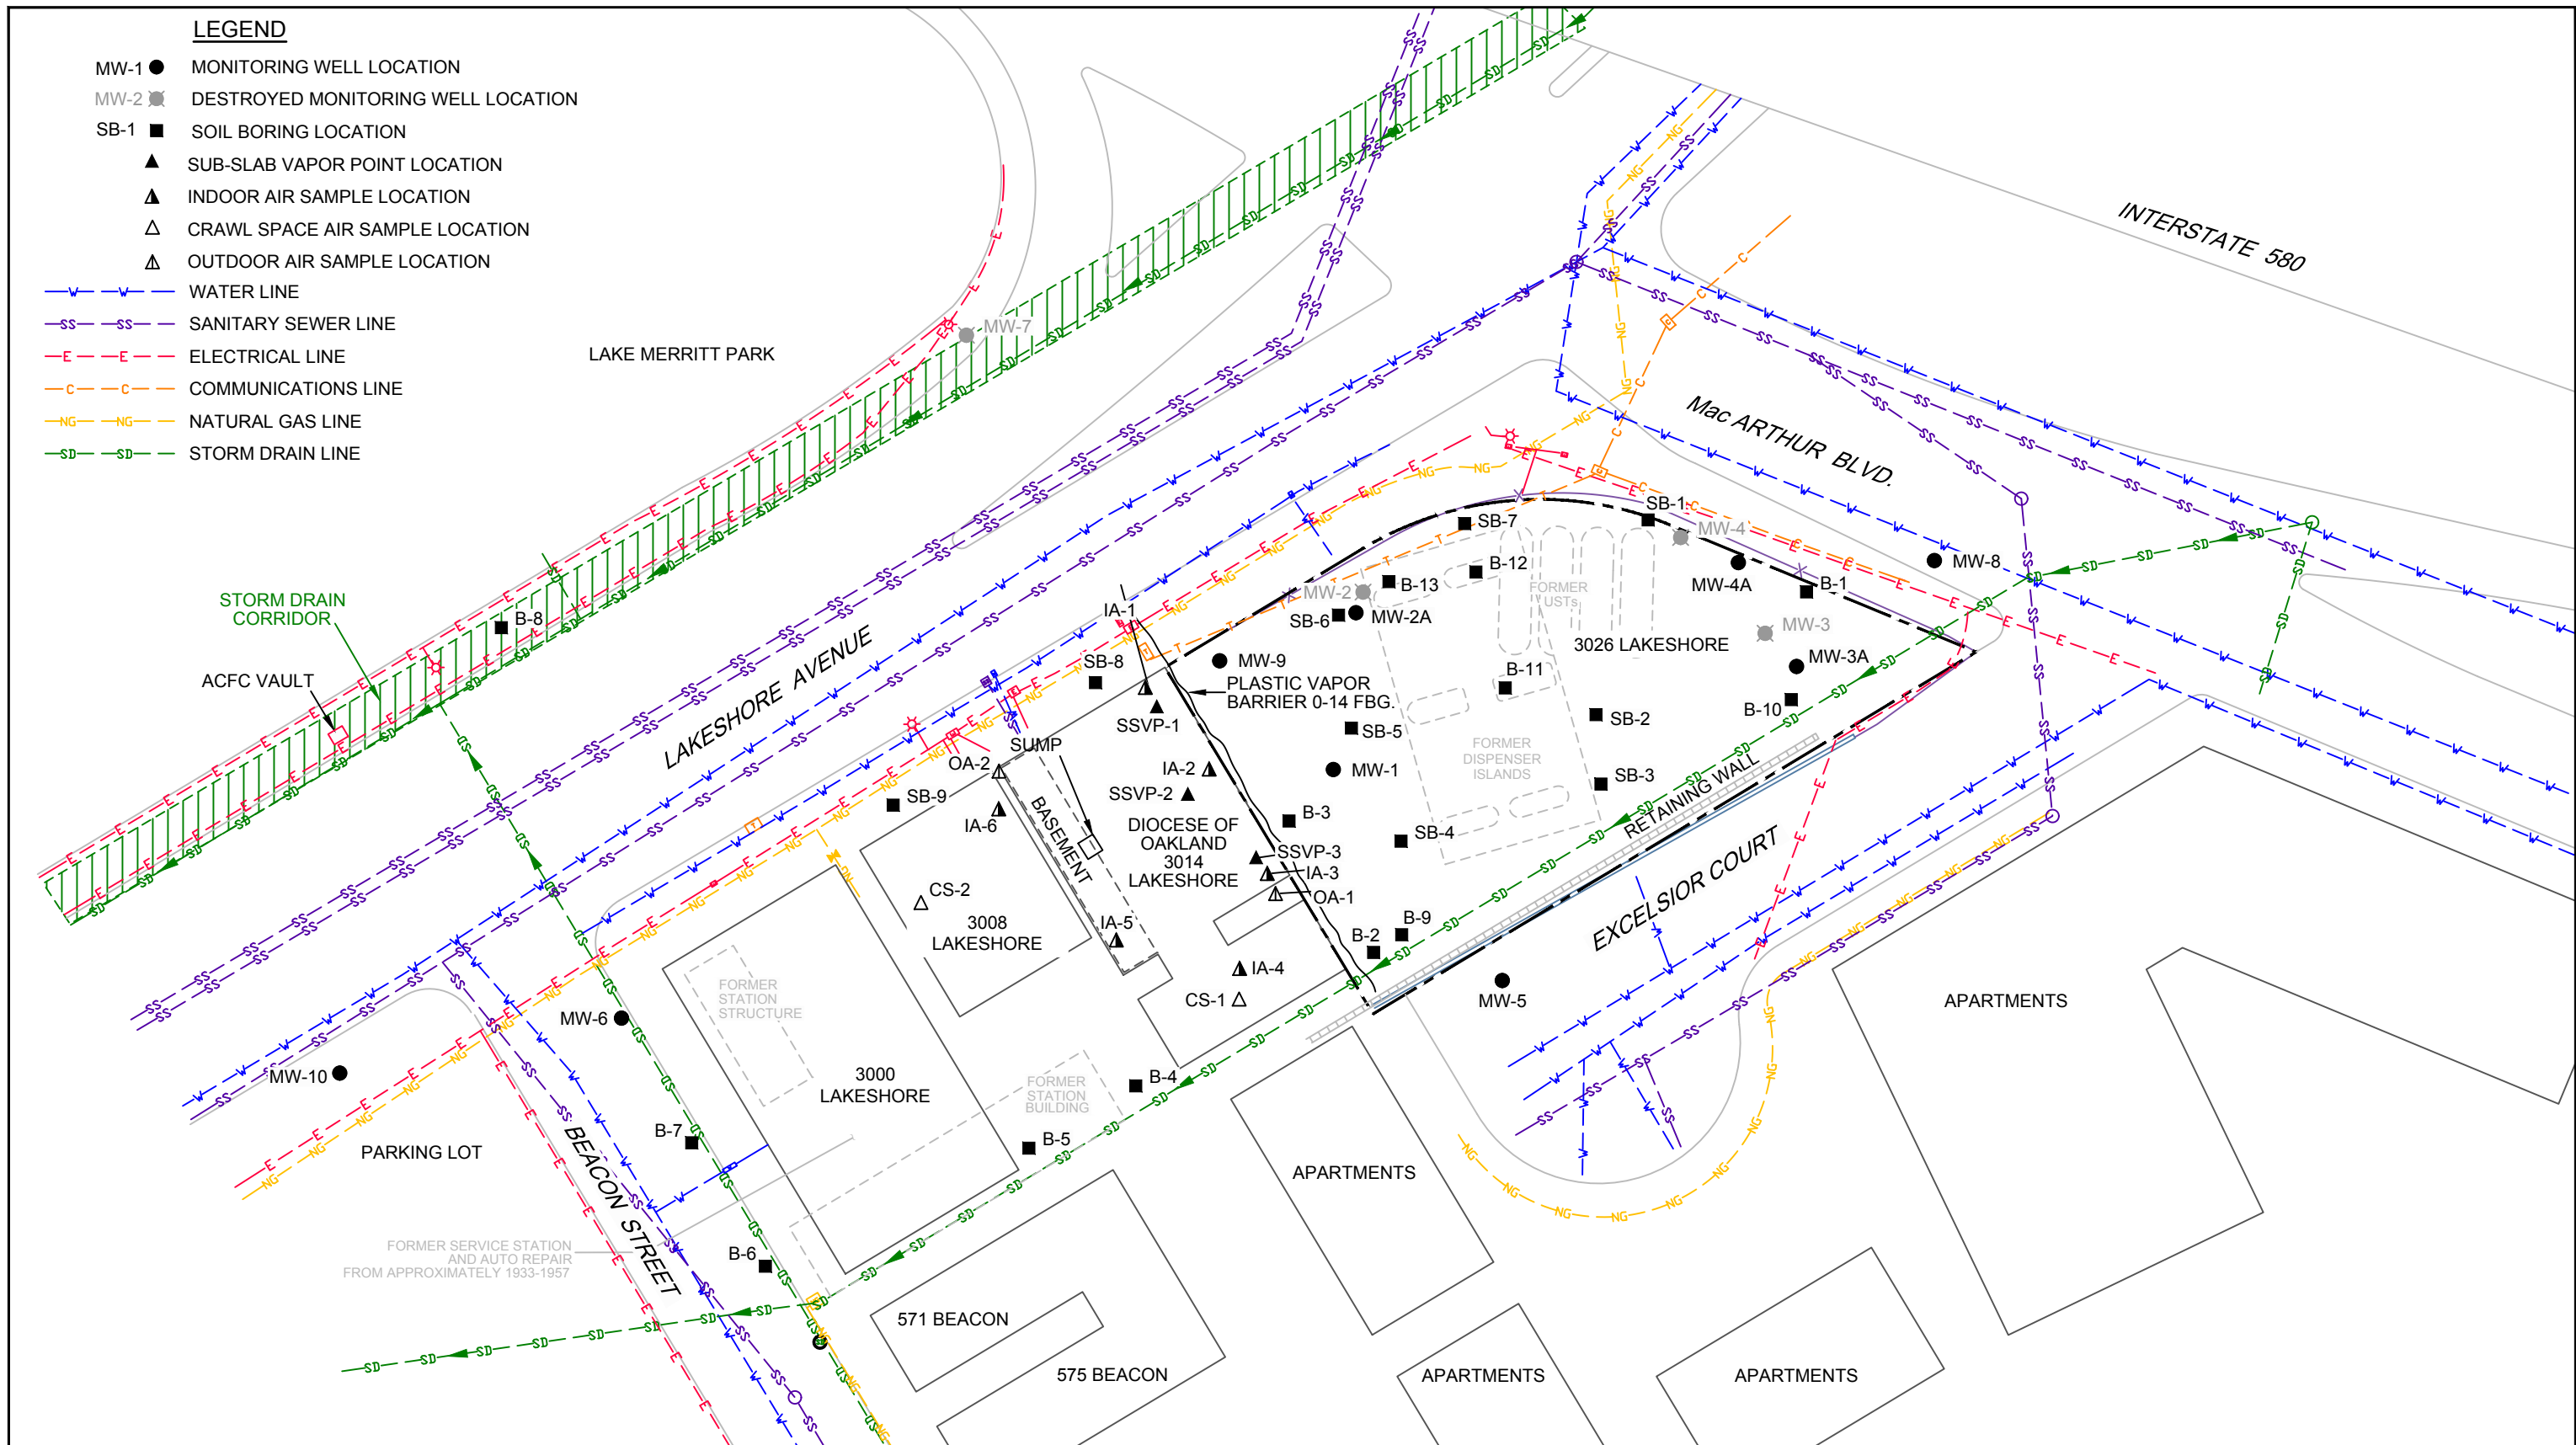 LEGEND
MW-1 MONITORING WELL LOCATION
MW-2 DESTROYED MONITORING WELL LOCATION
SB-1 SOIL BORING LOCATION
SUB-SLAB VAPOR POINT LOCATION
INDOOR AIR SAMPLE LOCATION
CRAWL SPACE AIR SAMPLE LOCATION
OUTDOOR AIR SAMPLE LOCATION
W W WATER LINE
SS SS SANITARY SEWER LINE
E E ELECTRICAL LINE
C C COMMUNICATIONS LINE
NG NG NATURAL GAS LINE
SD SD STORM DRAIN LINE
INTERSTATE 580
MW-7
LAKE MERRITT PARK
Mac ARTHUR BLVD.
SB-1
SB-7
MW-4
MW-8
B-12
MW-4A
B-1
B-13
MW-2
FORMER
USTs
STORM DRAIN
CORRIDOR
B-8
IA-1
SB-6
MW-2A
MW-3
3026 LAKESHORE
LAKESHORE AVENUE
SB-8
MW-9
MW-3A
ACFC VAULT
PLASTIC VAPOR
BARRIER 0-14 FBG.
B-11
B-10
SSVP-1
SB-2
SB-5
SUMP
FORMER
DISPENSER
ISLANDS
OA-2
IA-2
MW-1
SB-3
RETAINING WALL
SB-9
SSVP-2
IA-6
BASEMENT
B-3
DIOCESE OF
OAKLAND
3014
LAKESHORE
SB-4
SSVP-3
IA-3
OA-1
EXCELSIOR COURT
CS-2
3008
LAKESHORE
IA-5
B-9
B-2
IA-4
CS-1
MW-5
APARTMENTS
FORMER
STATION
STRUCTURE
MW-6
MW-10
3000
LAKESHORE
FORMER
STATION
BUILDING
B-4
B-7
B-5
PARKING LOT
BEACON STREET
APARTMENTS
FORMER SERVICE STATION
AND AUTO REPAIR
FROM APPROXIMATELY 1933-1957
B-6
571 BEACON
575 BEACON
APARTMENTS
APARTMENTS